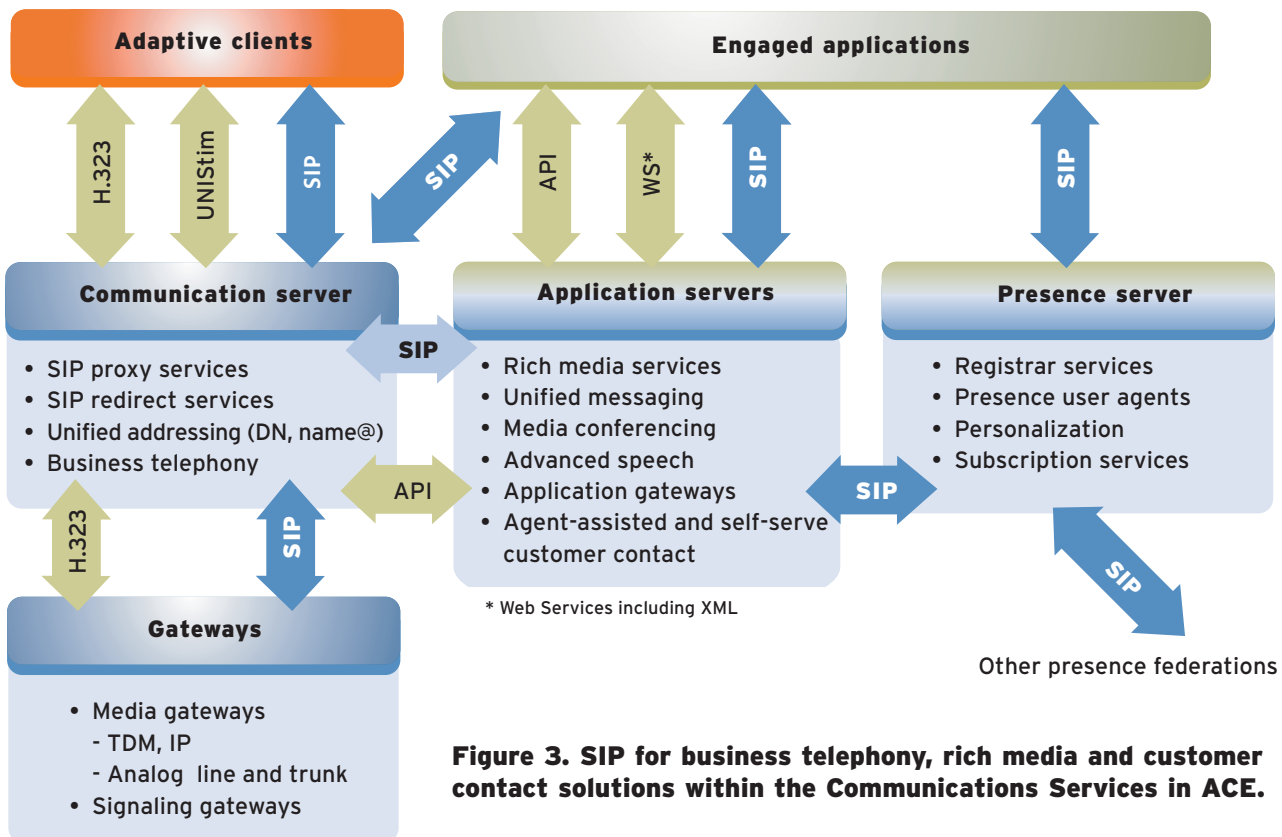 Adaptive clients
Engaged applications
H.323
UNIStim
SIP
SIP
API
WS*
SIP
SIP
Communication server
• SIP proxy services
• SIP redirect services
• Unified addressing (DN, name@)
• Business telephony
SIP
API
Application servers
• Rich media services
• Unified messaging
• Media conferencing
• Advanced speech
• Application gateways
• Agent-assisted and self-serve
customer contact
* Web Services including XML
SIP
Presence server
• Registrar services
• Presence user agents
• Personalization
• Subscription services
SIP
Other presence federations
H.323
SIP
Gateways
• Media gateways
- TDM, IP
- Analog line and trunk
• Signaling gateways
Figure 3. SIP for business telephony, rich media and customer
contact solutions within the Communications Services in ACE.